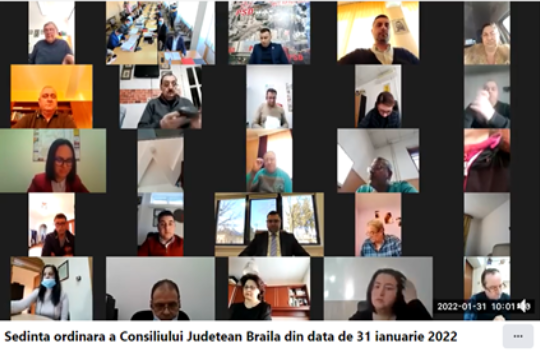 2022-01-31 10:01
Sedinta ordinara a Consiliului Judetean Braila din data de 31 ianuarie 2022